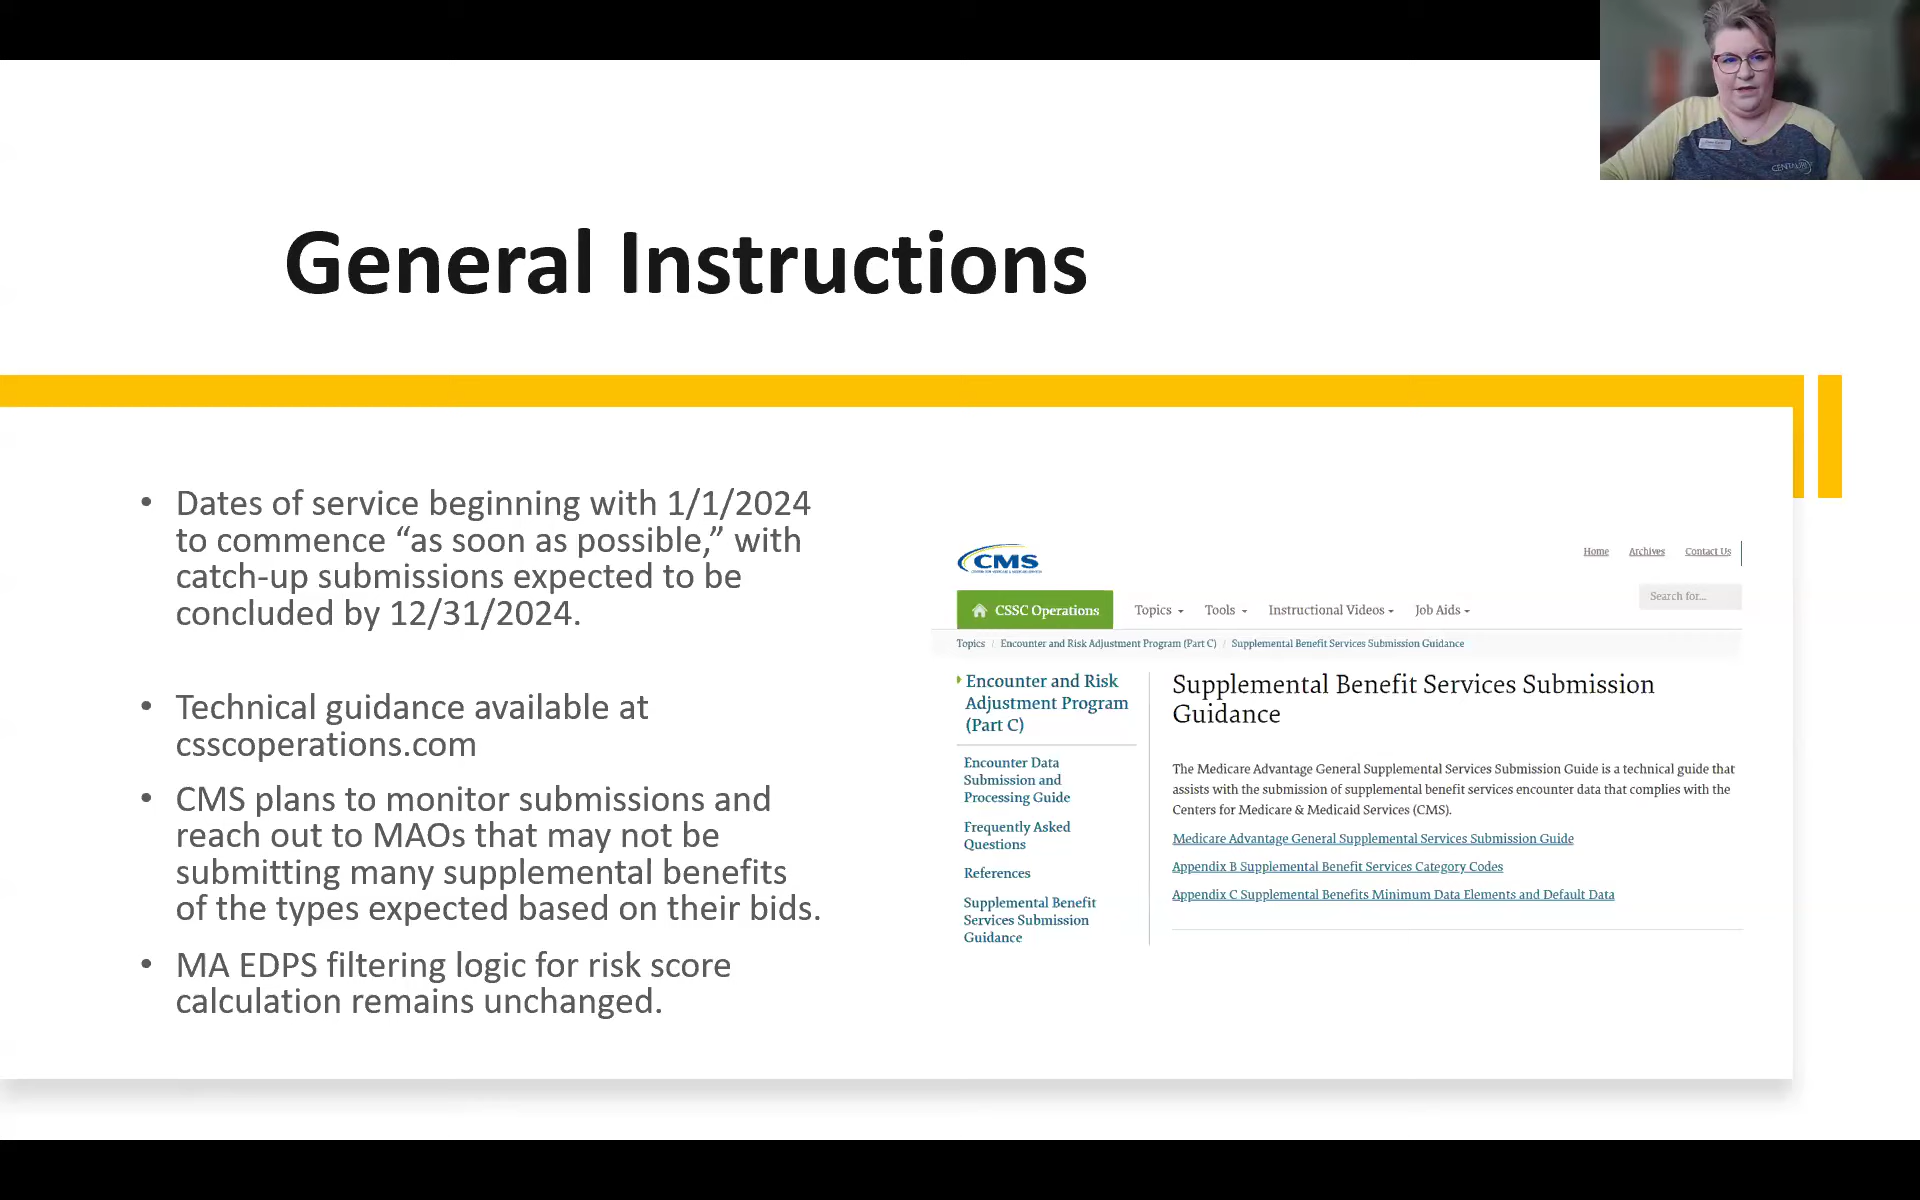 General Instructions
• Dates of service beginning with 1/1/2024
to commence “as soon as possible,” with
catch-up submissions expected to be
concluded by 12/31/2024.
• Technical guidance available at
csscoperations.com
• CMS plans to monitor submissions and
reach out to MAOs that may not be
submitting many supplemental benefits
of the types expected based on their bids.
• MA EDPS filtering logic for risk score
calculation remains unchanged.
CMS
Home Archives Contact Us
Search for...
CSSC Operations Topics Tools Instructional Videos Job Aids
Topics / Encounter and Risk Adjustment Program (Part C) / Supplemental Benefit Services Submission Guidance
Encounter and Risk
Adjustment Program
(Part C)
Encounter Data
Submission and
Processing Guide
Frequently Asked
Questions
References
Supplemental Benefit
Services Submission
Guidance
Supplemental Benefit Services Submission
Guidance
The Medicare Advantage General Supplemental Services Submission Guide is a technical guide that
assists with the submission of supplemental benefit services encounter data that complies with the
Centers for Medicare & Medicaid Services (CMS).
Medicare Advantage General Supplemental Services Submission Guide
Appendix B Supplemental Benefit Services Category Codes
Appendix C Supplemental Benefits Minimum Data Elements and Default Data